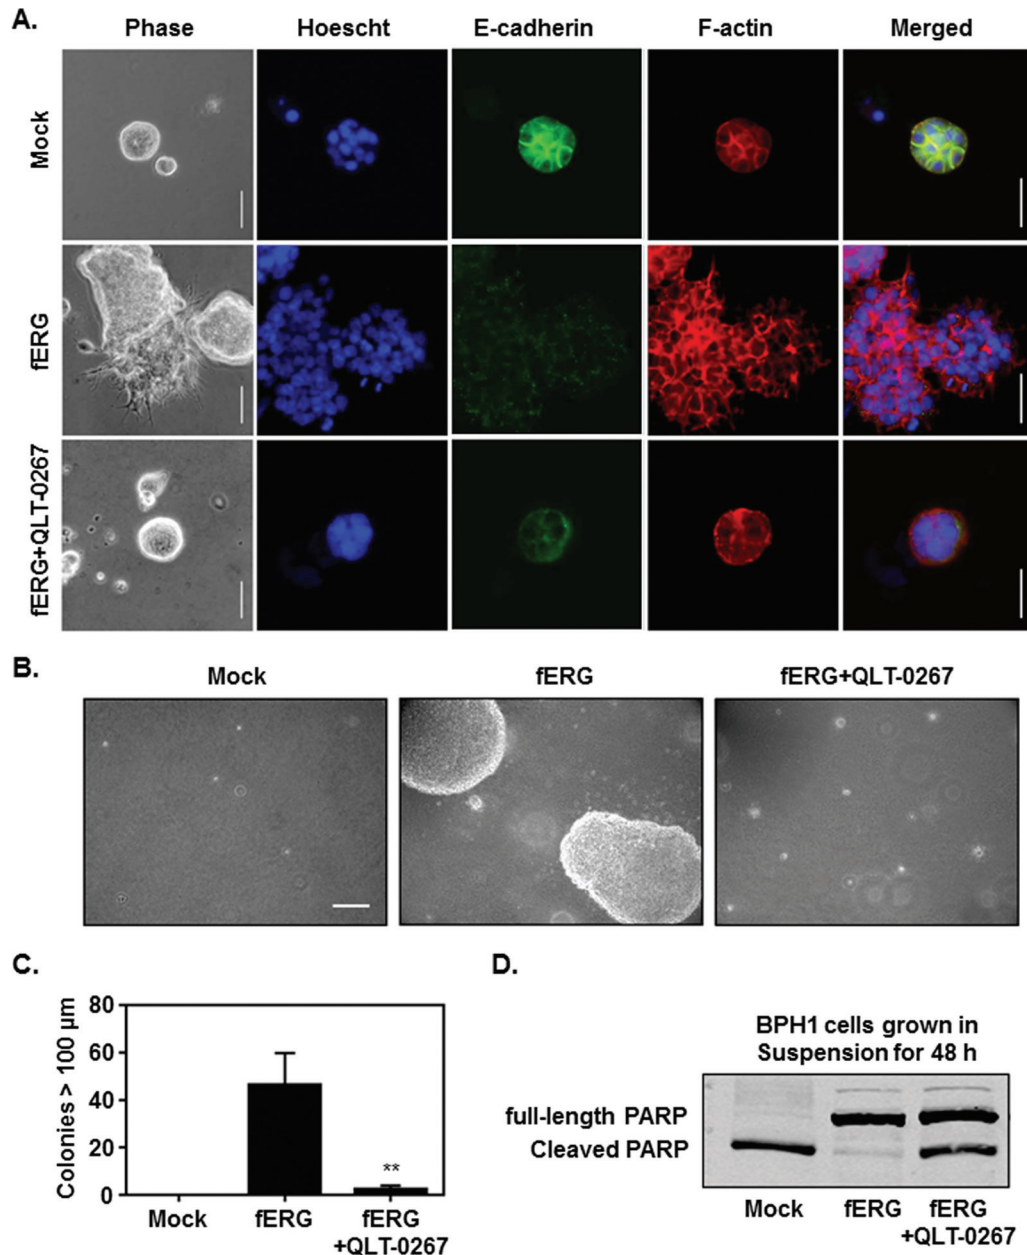 A.
Phase Hoescht E-cadherin F-actin Merged
Mock
fERG
fERG+QLT-0267
B.
Mock fERG fERG+QLT-0267
C.
Colonies > 100 µm
80
60
40
20
0
**
Mock fERG fERG
+QLT-0267
D.
BPH1 cells grown in
Suspension for 48 h
full-length PARP
Cleaved PARP
Mock fERG fERG
+QLT-0267